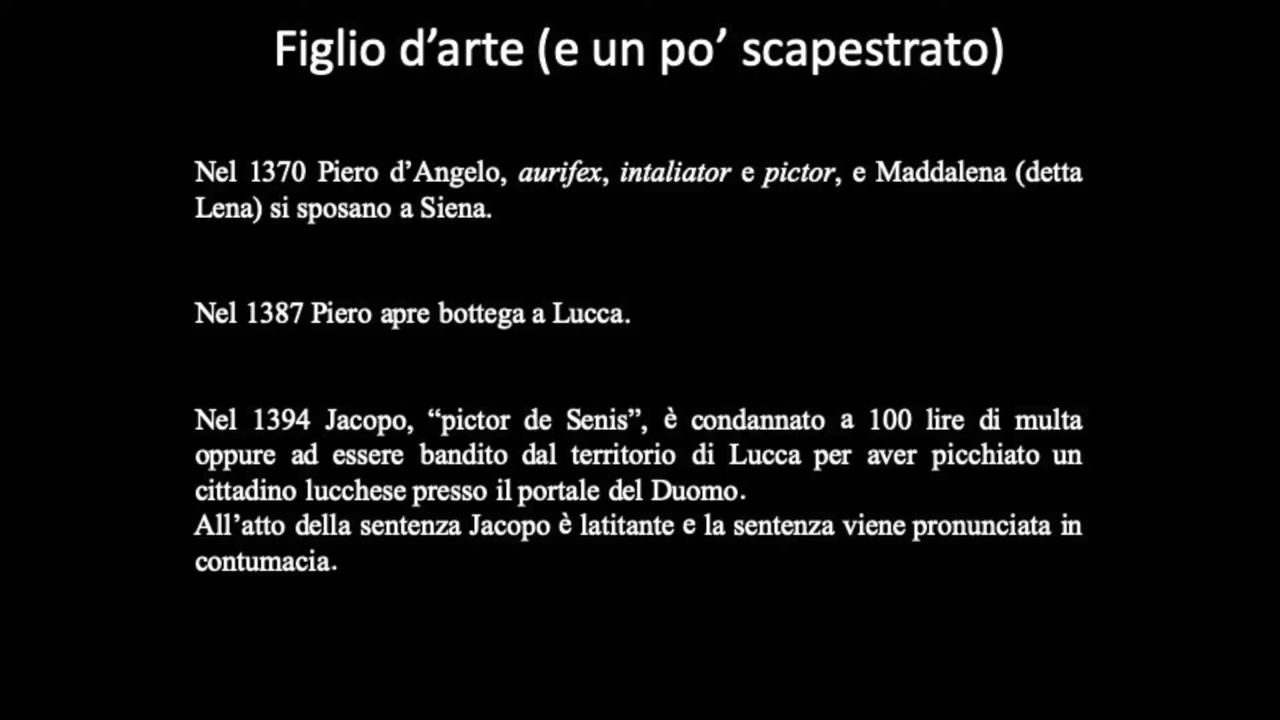 Figlio d’arte (e un po’ scapestrato)
Nel 1370 Piero d’Angelo, aurifex, intaliator e pictor, e Maddalena (detta
Lena) si sposano a Siena.
Nel 1387 Piero apre bottega a Lucca.
Nel 1394 Jacopo, “pictor de Senis”, è condannato a 100 lire di multa
oppure ad essere bandito dal territorio di Lucca per aver picchiato un
cittadino lucchese presso il portale del Duomo.
All’atto della sentenza Jacopo è latitante e la sentenza viene pronunciata in
contumacia.